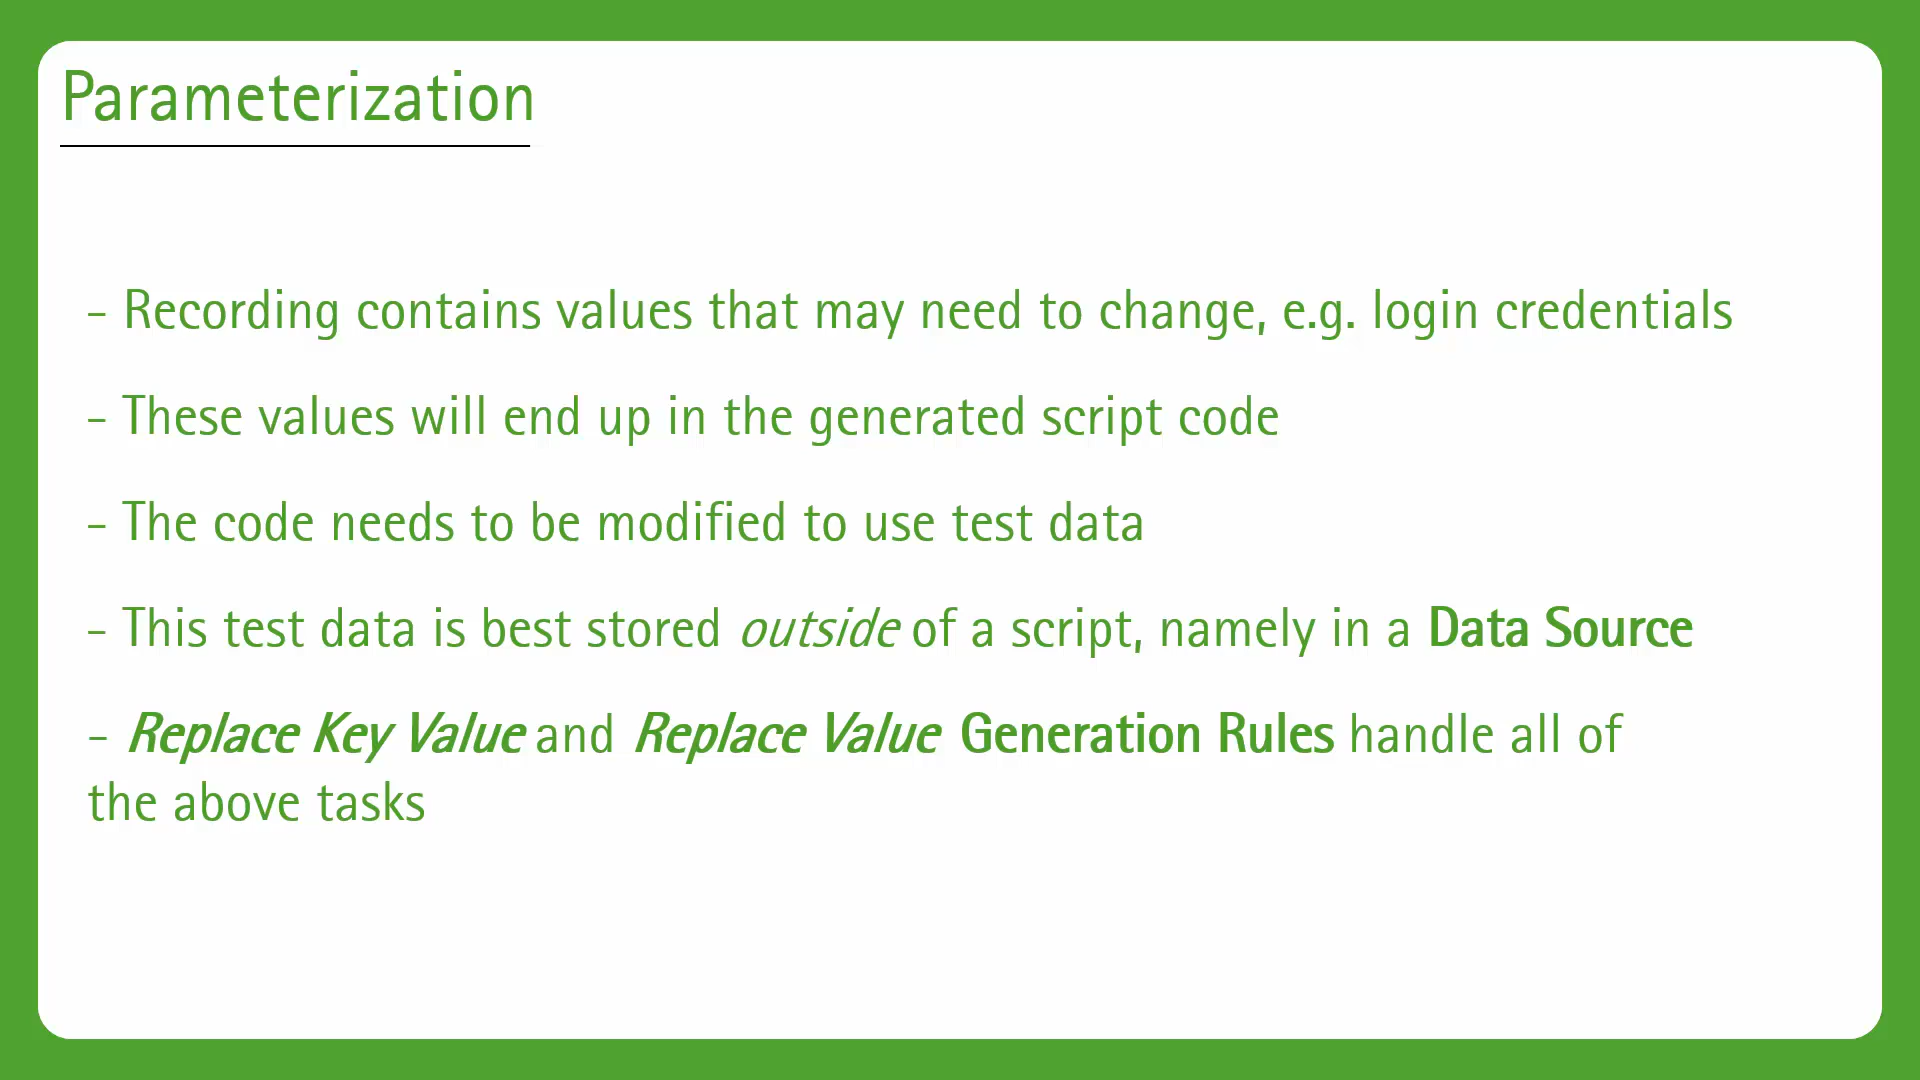 Parameterization
- Recording contains values that may need to change, e.g. login credentials
- These values will end up in the generated script code
- The code needs to be modified to use test data
- This test data is best stored outside of a script, namely in a Data Source
- Replace Key Value and Replace Value Generation Rules handle all of
the above tasks